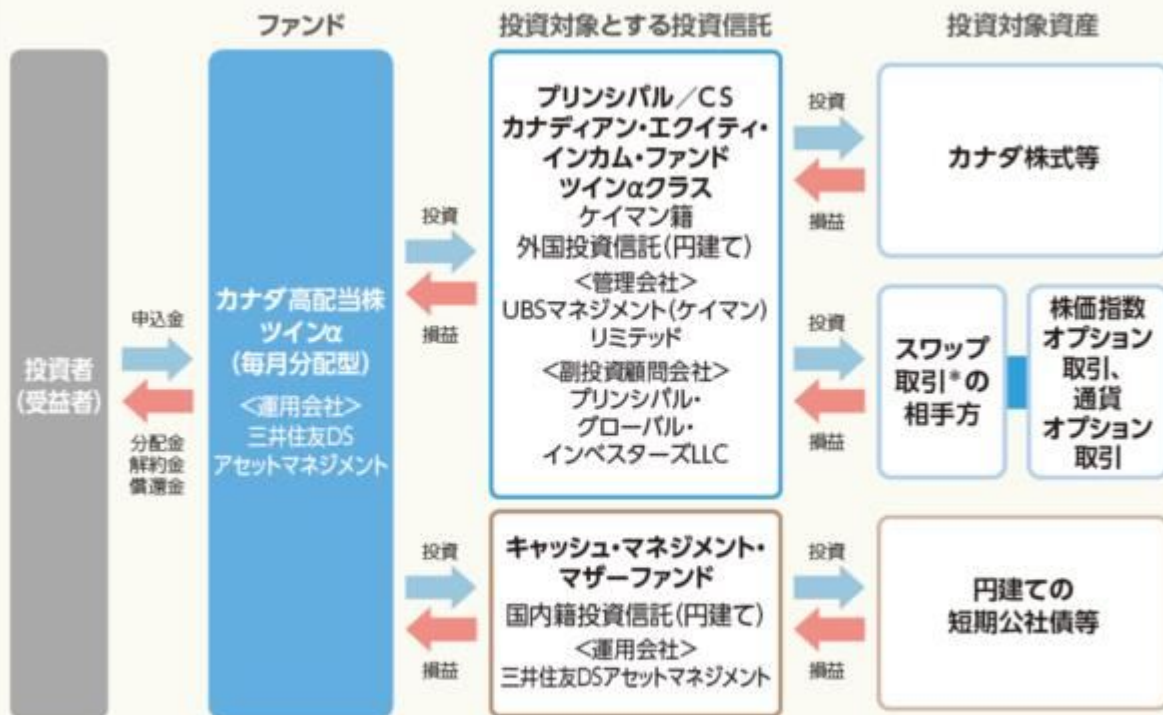 ファンド
投資対象とする投資信託
投資対象資産
投資者
(受益者)
申込金
分配金
解約金
償還金
カナダ高配当株
ツインα
(毎月分配型)
<運用会社>
三井住友DS
アセットマネジメント
投資
損益
プリンシパル／CS
カナディアン・エクイティ・
インカム・ファンド
ツインαクラス
ケイマン籍
外国投資信託(円建て)
<管理会社>
UBSマネジメント(ケイマン)
リミテッド
<副投資顧問会社>
プリンシパル・
グローバル・
インベスターズLLC
投資
損益
カナダ株式等
投資
損益
スワップ
取引*の
相手方
株価指数
オプション
取引、
通貨
オプション
取引
投資
損益
キャッシュ・マネジメント・
マザーファンド
国内籍投資信託(円建て)
<運用会社>
三井住友DSアセットマネジメント
投資
損益
円建ての
短期公社債等